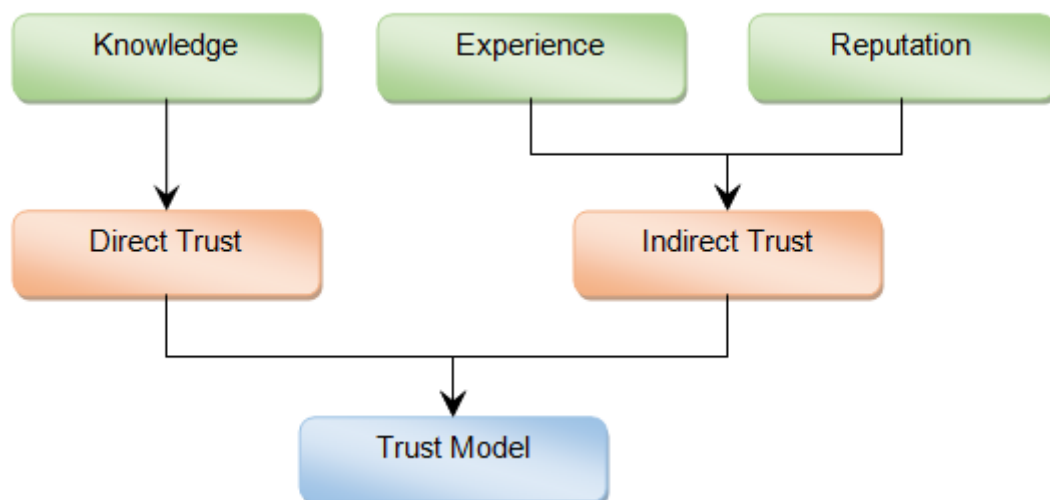 Knowledge
Experience
Reputation
Direct Trust
Indirect Trust
Trust Model